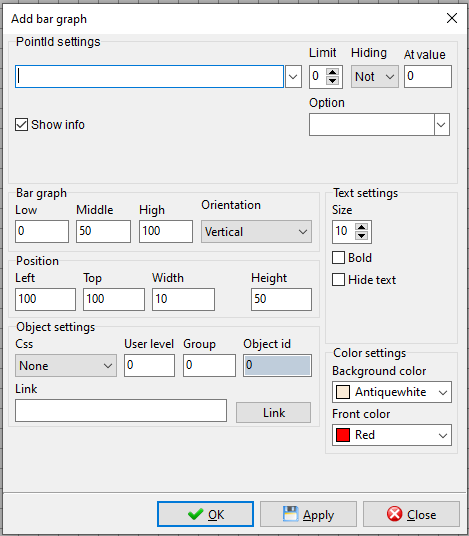 Add bar graph
PointId settings
Limit Hiding At value
0 Not 0
Show info
Option
Bar graph
Low Middle High Orientation
0 50 100 Vertical
Text settings
Size
10
Bold
Hide text
Position
Left Top Width Height
100 100 10 50
Object settings
Css User level Group Object id
None 0 0 0
Link
Link
Color settings
Background color
Antiquewhite
Front color
Red
OK Apply Close